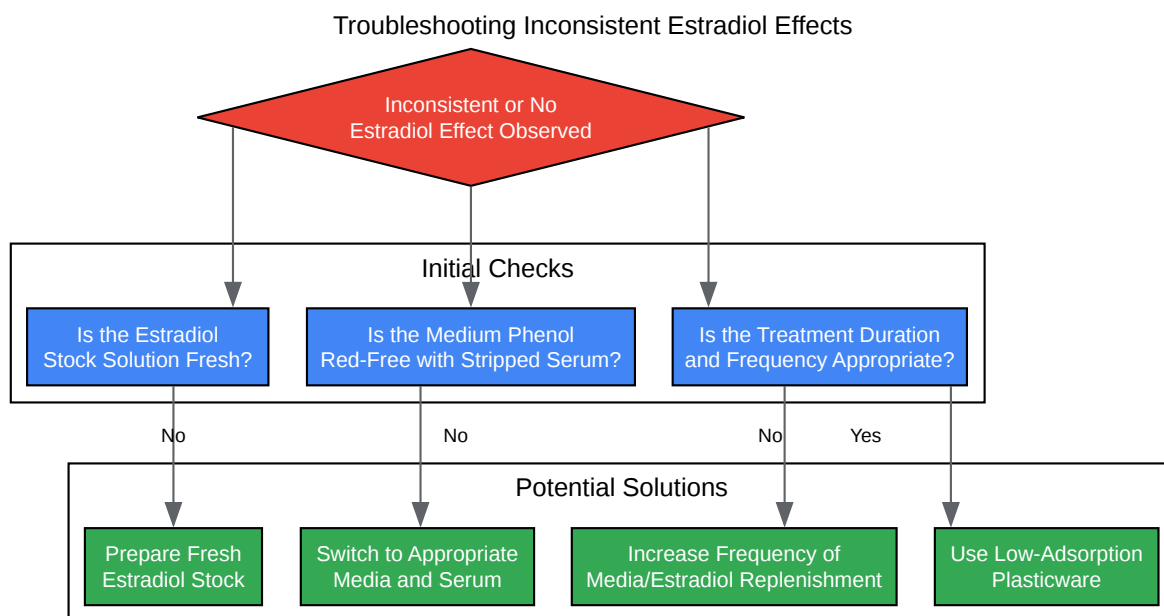 Troubleshooting Inconsistent Estradiol Effects
Inconsistent or No
Estradiol Effect Observed
Initial Checks
Is the Estradiol
Stock Solution Fresh?
Is the Medium Phenol
Red-Free with Stripped Serum?
Is the Treatment Duration
and Frequency Appropriate?
No
No
No
Yes
Potential Solutions
Prepare Fresh
Estradiol Stock
Switch to Appropriate
Media and Serum
Increase Frequency of
Media/Estradiol Replenishment
Use Low-Adsorption
Plasticware